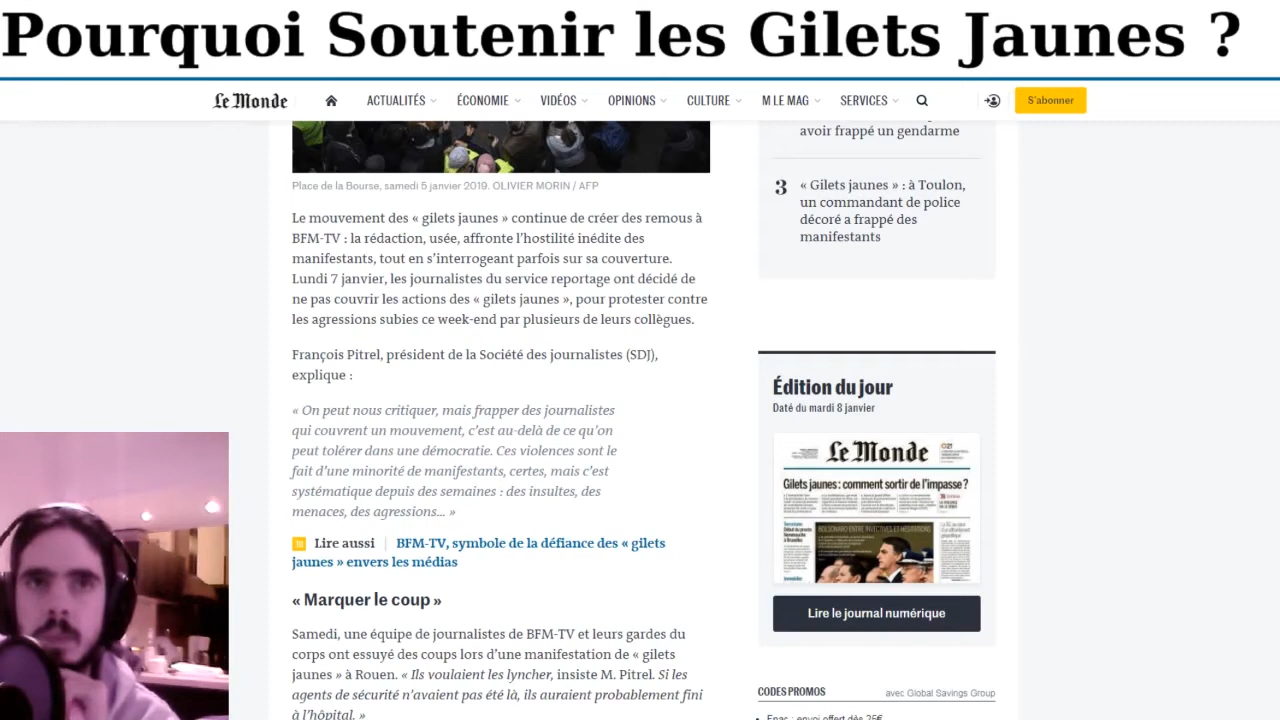 Pourquoi Soutenir les Gilets Jaunes ?
Le Monde
ACTUALITÉS
ÉCONOMIE
VIDÉOS
OPINIONS
CULTURE
M LE MAG
SERVICES
S'abonner
Place de la Bourse, samedi 5 janvier 2019. OLIVIER MORIN / AFP
Le mouvement des « gilets jaunes » continue de créer des remous à
BFM-TV : la rédaction, usée, affronte l'hostilité inédite des
manifestants, tout en s'interrogeant parfois sur sa couverture.
Lundi 7 janvier, les journalistes du service reportage ont décidé de
ne pas couvrir les actions des « gilets jaunes », pour protester contre
les agressions subies ce week-end par plusieurs de leurs collègues.
François Pitrel, président de la Société des journalistes (SDJ),
explique :
« On peut nous critiquer, mais frapper des journalistes
qui couvrent un mouvement, c'est au-delà de ce qu'on
peut tolérer dans une démocratie. Ces violences sont le
fait d'une minorité de manifestants, certes, mais c'est
systématique depuis des semaines : des insultes, des
menaces, des agressions... »
Lire aussi | BFM-TV, symbole de la défiance des « gilets
jaunes » envers les médias
« Marquer le coup »
Samedi, une équipe de journalistes de BFM-TV et leurs gardes du
corps ont essuyé des coups lors d'une manifestation de « gilets
jaunes » à Rouen. « Ils voulaient les lyncher, insiste M. Pitrel. Si les
agents de sécurité n'avaient pas été là, ils auraient probablement fini
à l'hôpital. »
avoir frappé un gendarme
3 « Gilets jaunes » : à Toulon,
un commandant de police
décoré a frappé des
manifestants
Édition du jour
Daté du mardi 8 janvier
Le Monde
Gilets jaunes : comment sortir de l'impasse ?
BOLSONARO ENTRE INVECTIVES ET HÉSITATIONS
Lire le journal numérique
CODES PROMOS
avec Global Savings Group
Fnac : envoi offert dès 25€